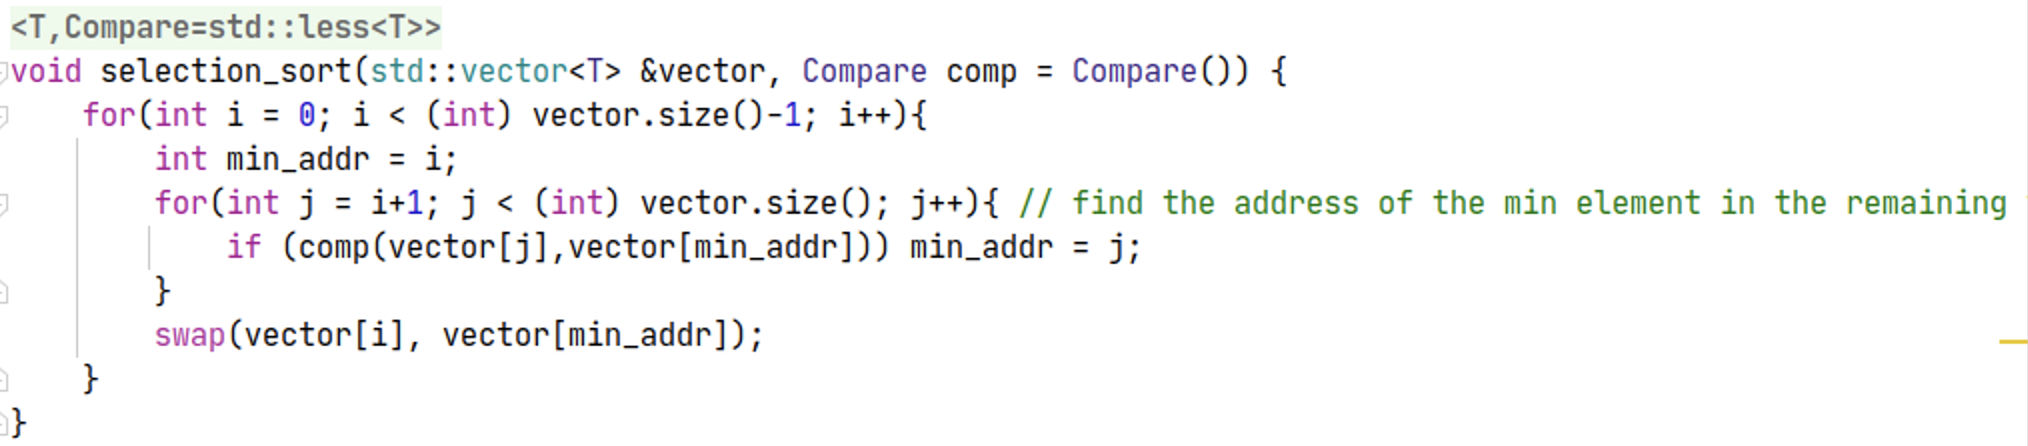 <T,Compare=std::less<T>>
void selection_sort(std::vector<T> &vector, Compare comp = Compare()) {
    for(int i = 0; i < (int) vector.size()-1; i++){
        int min_addr = i;
        for(int j = i+1; j < (int) vector.size(); j++){ // find the address of the min element in the remaining
            if (comp(vector[j],vector[min_addr])) min_addr = j;
        }
        swap(vector[i], vector[min_addr]);
    }
}